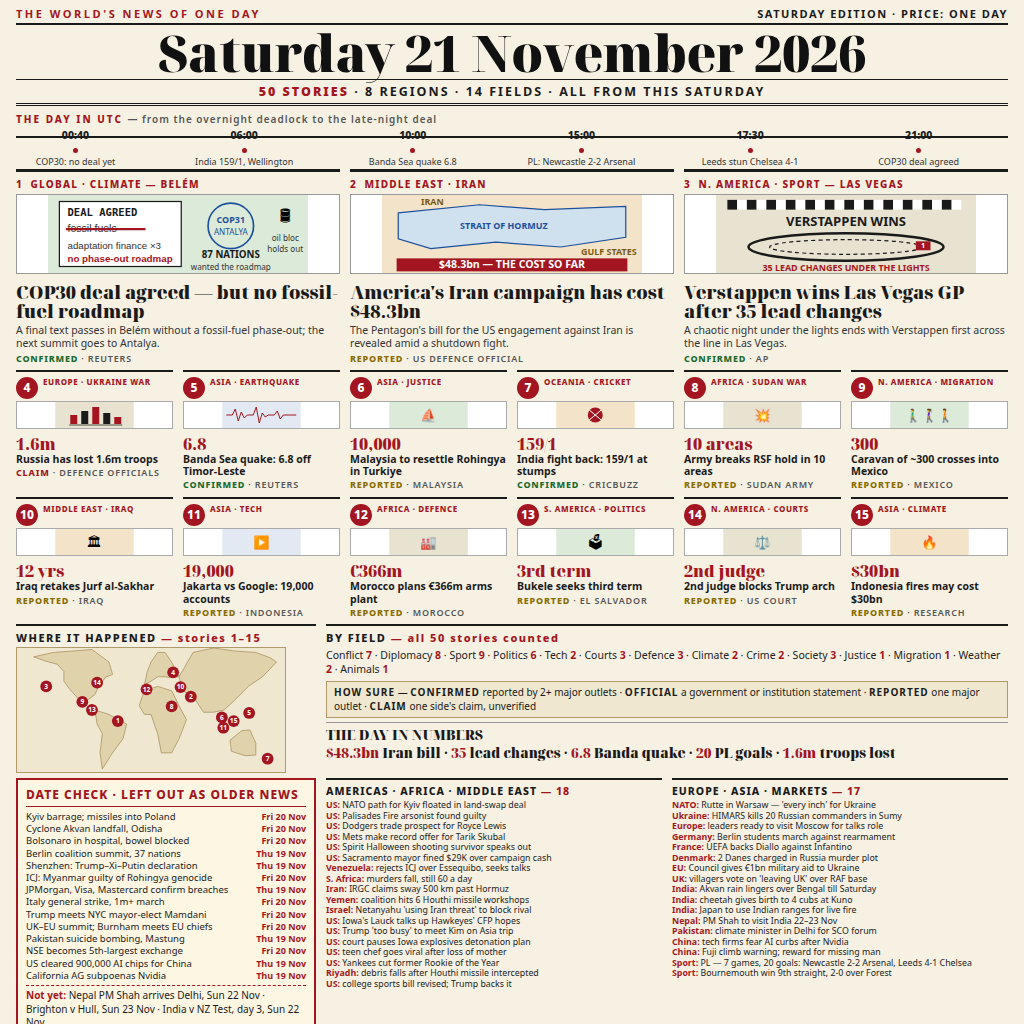 THE WORLD'S NEWS OF ONE DAY
SATURDAY EDITION · PRICE: ONE DAY
Saturday 21 November 2026
50 STORIES · 8 REGIONS · 14 FIELDS · ALL FROM THIS SATURDAY
THE DAY IN UTC — from the overnight deadlock to the late-night deal
00:40 06:00 10:00 15:00 17:30 21:00
COP30: no deal yet India 159/1, Wellington Banda Sea quake 6.8 PL: Newcastle 2-2 Arsenal Leeds stun Chelsea 4-1 COP30 deal agreed
1 GLOBAL · CLIMATE — BELÉM
DEAL AGREED
fossil fuels
adaptation finance ×3
no phase-out roadmap
COP31
ANTALYA
87 NATIONS
wanted the roadmap
oil bloc
holds out
COP30 deal agreed — but no fossil-
fuel roadmap
A final text passes in Belém without a fossil-fuel phase-out; the
next summit goes to Antalya.
CONFIRMED · REUTERS
2 MIDDLE EAST · IRAN
IRAN
STRAIT OF HORMUZ
GULF STATES
$48.3bn — THE COST SO FAR
America's Iran campaign has cost
$48.3bn
The Pentagon's bill for the US engagement against Iran is
revealed amid a shutdown fight.
REPORTED · US DEFENCE OFFICIAL
3 N. AMERICA · SPORT — LAS VEGAS
VERSTAPPEN WINS
1
35 LEAD CHANGES UNDER THE LIGHTS
Verstappen wins Las Vegas GP
after 35 lead changes
A chaotic night under the lights ends with Verstappen first across
the line in Las Vegas.
CONFIRMED · AP
4 EUROPE · UKRAINE WAR
1.6m
Russia has lost 1.6m troops
CLAIM · DEFENCE OFFICIALS
5 ASIA · EARTHQUAKE
6.8
Banda Sea quake: 6.8 off
Timor-Leste
CONFIRMED · REUTERS
6 ASIA · JUSTICE
10,000
Malaysia to resettle Rohingya
in Turkiye
REPORTED · MALAYSIA
7 OCEANIA · CRICKET
159/1
India fight back: 159/1 at
stumps
CONFIRMED · CRICBUZZ
8 AFRICA · SUDAN WAR
10 areas
Army breaks RSF hold in 10
areas
REPORTED · SUDAN ARMY
9 N. AMERICA · MIGRATION
300
Caravan of ~300 crosses into
Mexico
REPORTED · MEXICO
10 MIDDLE EAST · IRAQ
12 yrs
Iraq retakes Jurf al-Sakhar
REPORTED · IRAQ
11 ASIA · TECH
19,000
Jakarta vs Google: 19,000
accounts
REPORTED · INDONESIA
12 AFRICA · DEFENCE
€366m
Morocco plans €366m arms
plant
REPORTED · MOROCCO
13 S. AMERICA · POLITICS
3rd term
Bukele seeks third term
REPORTED · EL SALVADOR
14 N. AMERICA · COURTS
2nd judge
2nd judge blocks Trump arch
REPORTED · US COURT
15 ASIA · CLIMATE
$30bn
Indonesia fires may cost
$30bn
REPORTED · RESEARCH
WHERE IT HAPPENED — stories 1–15
3 14 9 13 1 4 12 10 2 8 6 15 5 11 7
BY FIELD — all 50 stories counted
Conflict 7 · Diplomacy 8 · Sport 9 · Politics 6 · Tech 2 · Courts 3 · Defence 3 · Climate 2 · Crime 2 · Society 3 · Justice 1 · Migration 1 · Weather
2 · Animals 1
HOW SURE — CONFIRMED reported by 2+ major outlets · OFFICIAL a government or institution statement · REPORTED one major
outlet · CLAIM one side's claim, unverified
THE DAY IN NUMBERS
$48.3bn Iran bill · 35 lead changes · 6.8 Banda quake · 20 PL goals · 1.6m troops lost
DATE CHECK · LEFT OUT AS OLDER NEWS
Kyiv barrage; missiles into Poland Fri 20 Nov
Cyclone Akvan landfall, Odisha Fri 20 Nov
Bolsonaro in hospital, bowel blocked Fri 20 Nov
Berlin coalition summit, 37 nations Thu 19 Nov
Shenzhen: Trump–Xi–Putin declaration Thu 19 Nov
ICJ: Myanmar guilty of Rohingya genocide Fri 20 Nov
JPMorgan, Visa, Mastercard confirm breaches Thu 19 Nov
Italy general strike, 1m+ march Fri 20 Nov
Trump meets NYC mayor-elect Mamdani Fri 20 Nov
UK–EU summit; Burnham meets EU chiefs Fri 20 Nov
Pakistan suicide bombing, Mastung Thu 19 Nov
NSE becomes 5th-largest exchange Fri 20 Nov
US cleared 900,000 AI chips for China Thu 19 Nov
California AG subpoenas Nvidia Thu 19 Nov
Not yet: Nepal PM Shah arrives Delhi, Sun 22 Nov ·
Brighton v Hull, Sun 23 Nov · India v NZ Test, day 3, Sun 22
Nov
AMERICAS · AFRICA · MIDDLE EAST — 18
US: NATO path for Kyiv floated in land-swap deal
US: Palisades Fire arsonist found guilty
US: Dodgers trade prospect for Royce Lewis
US: Mets make record offer for Tarik Skubal
US: Spirit Halloween shooting survivor speaks out
US: Sacramento mayor fined $29K over campaign cash
Venezuela: rejects ICJ over Essequibo, seeks talks
S. Africa: murders fall, still 60 a day
Iran: IRGC claims sway 500 km past Hormuz
Yemen: coalition hits 6 Houthi missile workshops
Israel: Netanyahu 'using Iran threat' to block rival
US: Iowa's Lauck talks up Hawkeyes' CFP hopes
US: Trump 'too busy' to meet Kim on Asia trip
US: court pauses Iowa explosives detonation plan
US: teen chef goes viral after loss of mother
US: Yankees cut former Rookie of the Year
Riyadh: debris falls after Houthi missile intercepted
US: college sports bill revised; Trump backs it
EUROPE · ASIA · MARKETS — 17
NATO: Rutte in Warsaw — 'every inch' for Ukraine
Ukraine: HIMARS kills 20 Russian commanders in Sumy
Europe: leaders ready to visit Moscow for talks role
Germany: Berlin students march against rearmament
France: UEFA backs Diallo against Infantino
Denmark: 2 Danes charged in Russia murder plot
EU: Council gives €1bn military aid to Ukraine
UK: villagers vote on 'leaving UK' over RAF base
India: Akvan rain lingers over Bengal till Saturday
India: cheetah gives birth to 4 cubs at Kuno
India: Japan to use Indian ranges for live fire
Nepal: PM Shah to visit India 22–23 Nov
Pakistan: climate minister in Delhi for SCO forum
China: tech firms fear AI curbs after Nvidia
China: Fuji climb warning; reward for missing man
Sport: PL — 7 games, 20 goals: Newcastle 2-2 Arsenal, Leeds 4-1 Chelsea
Sport: Bournemouth win 9th straight, 2-0 over Forest